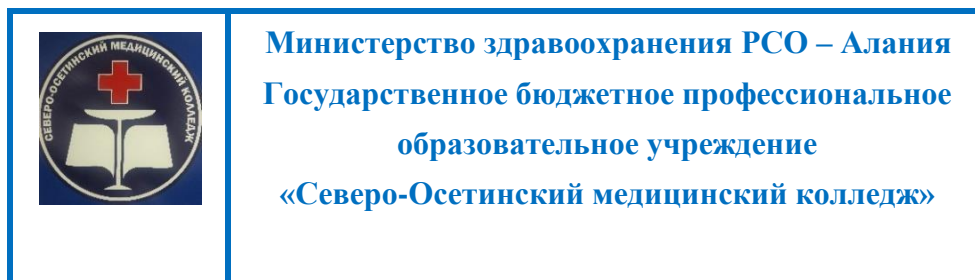 СЕВЕРО-ОСЕТИНСКИЙ МЕДИЦИНСКИЙ КОЛЛЕДЖ
Министерство здравоохранения РСО – Алания
Государственное бюджетное профессиональное
образовательное учреждение
«Северо-Осетинский медицинский колледж»